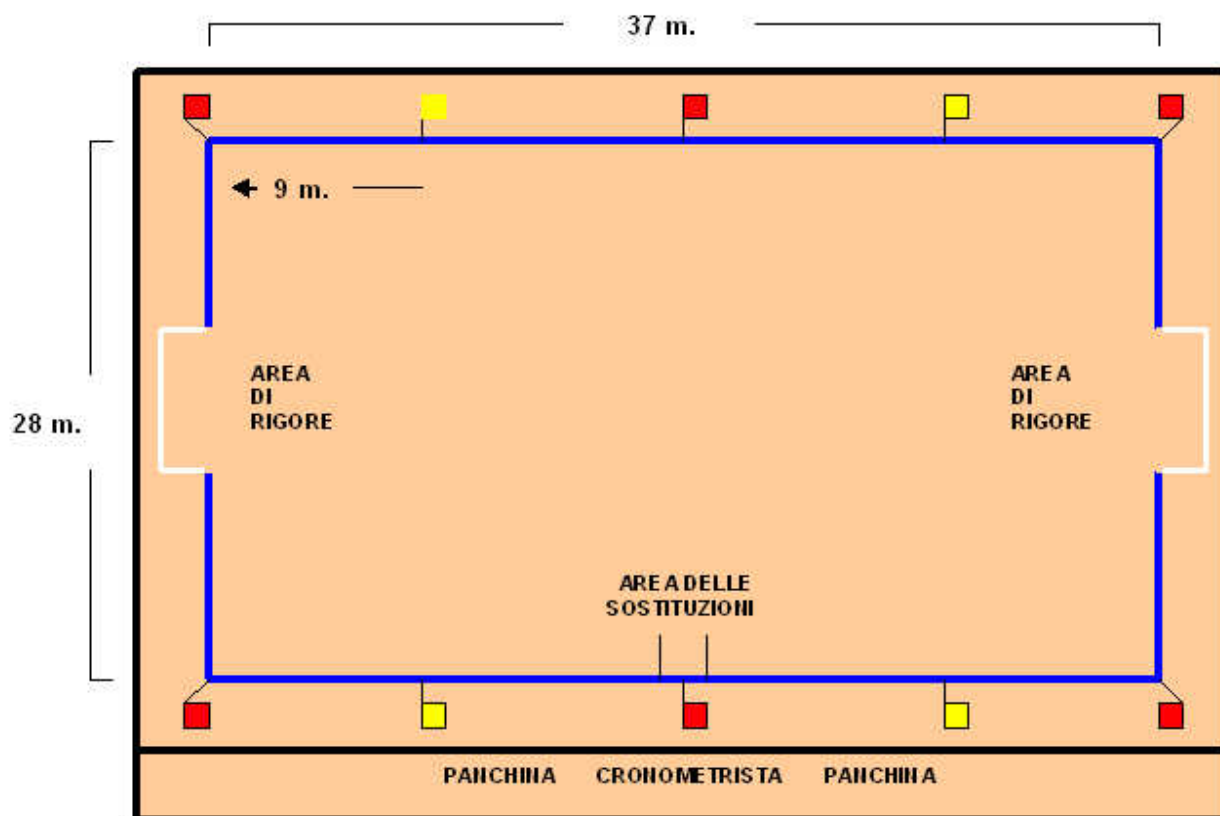 37 m.
9 m.
AREA
DI
RIGORE
AREA
DI
RIGORE
28 m.
AREA DELLE
SOSTITUZIONI
PANCHINA CRONOMETRISTA PANCHINA